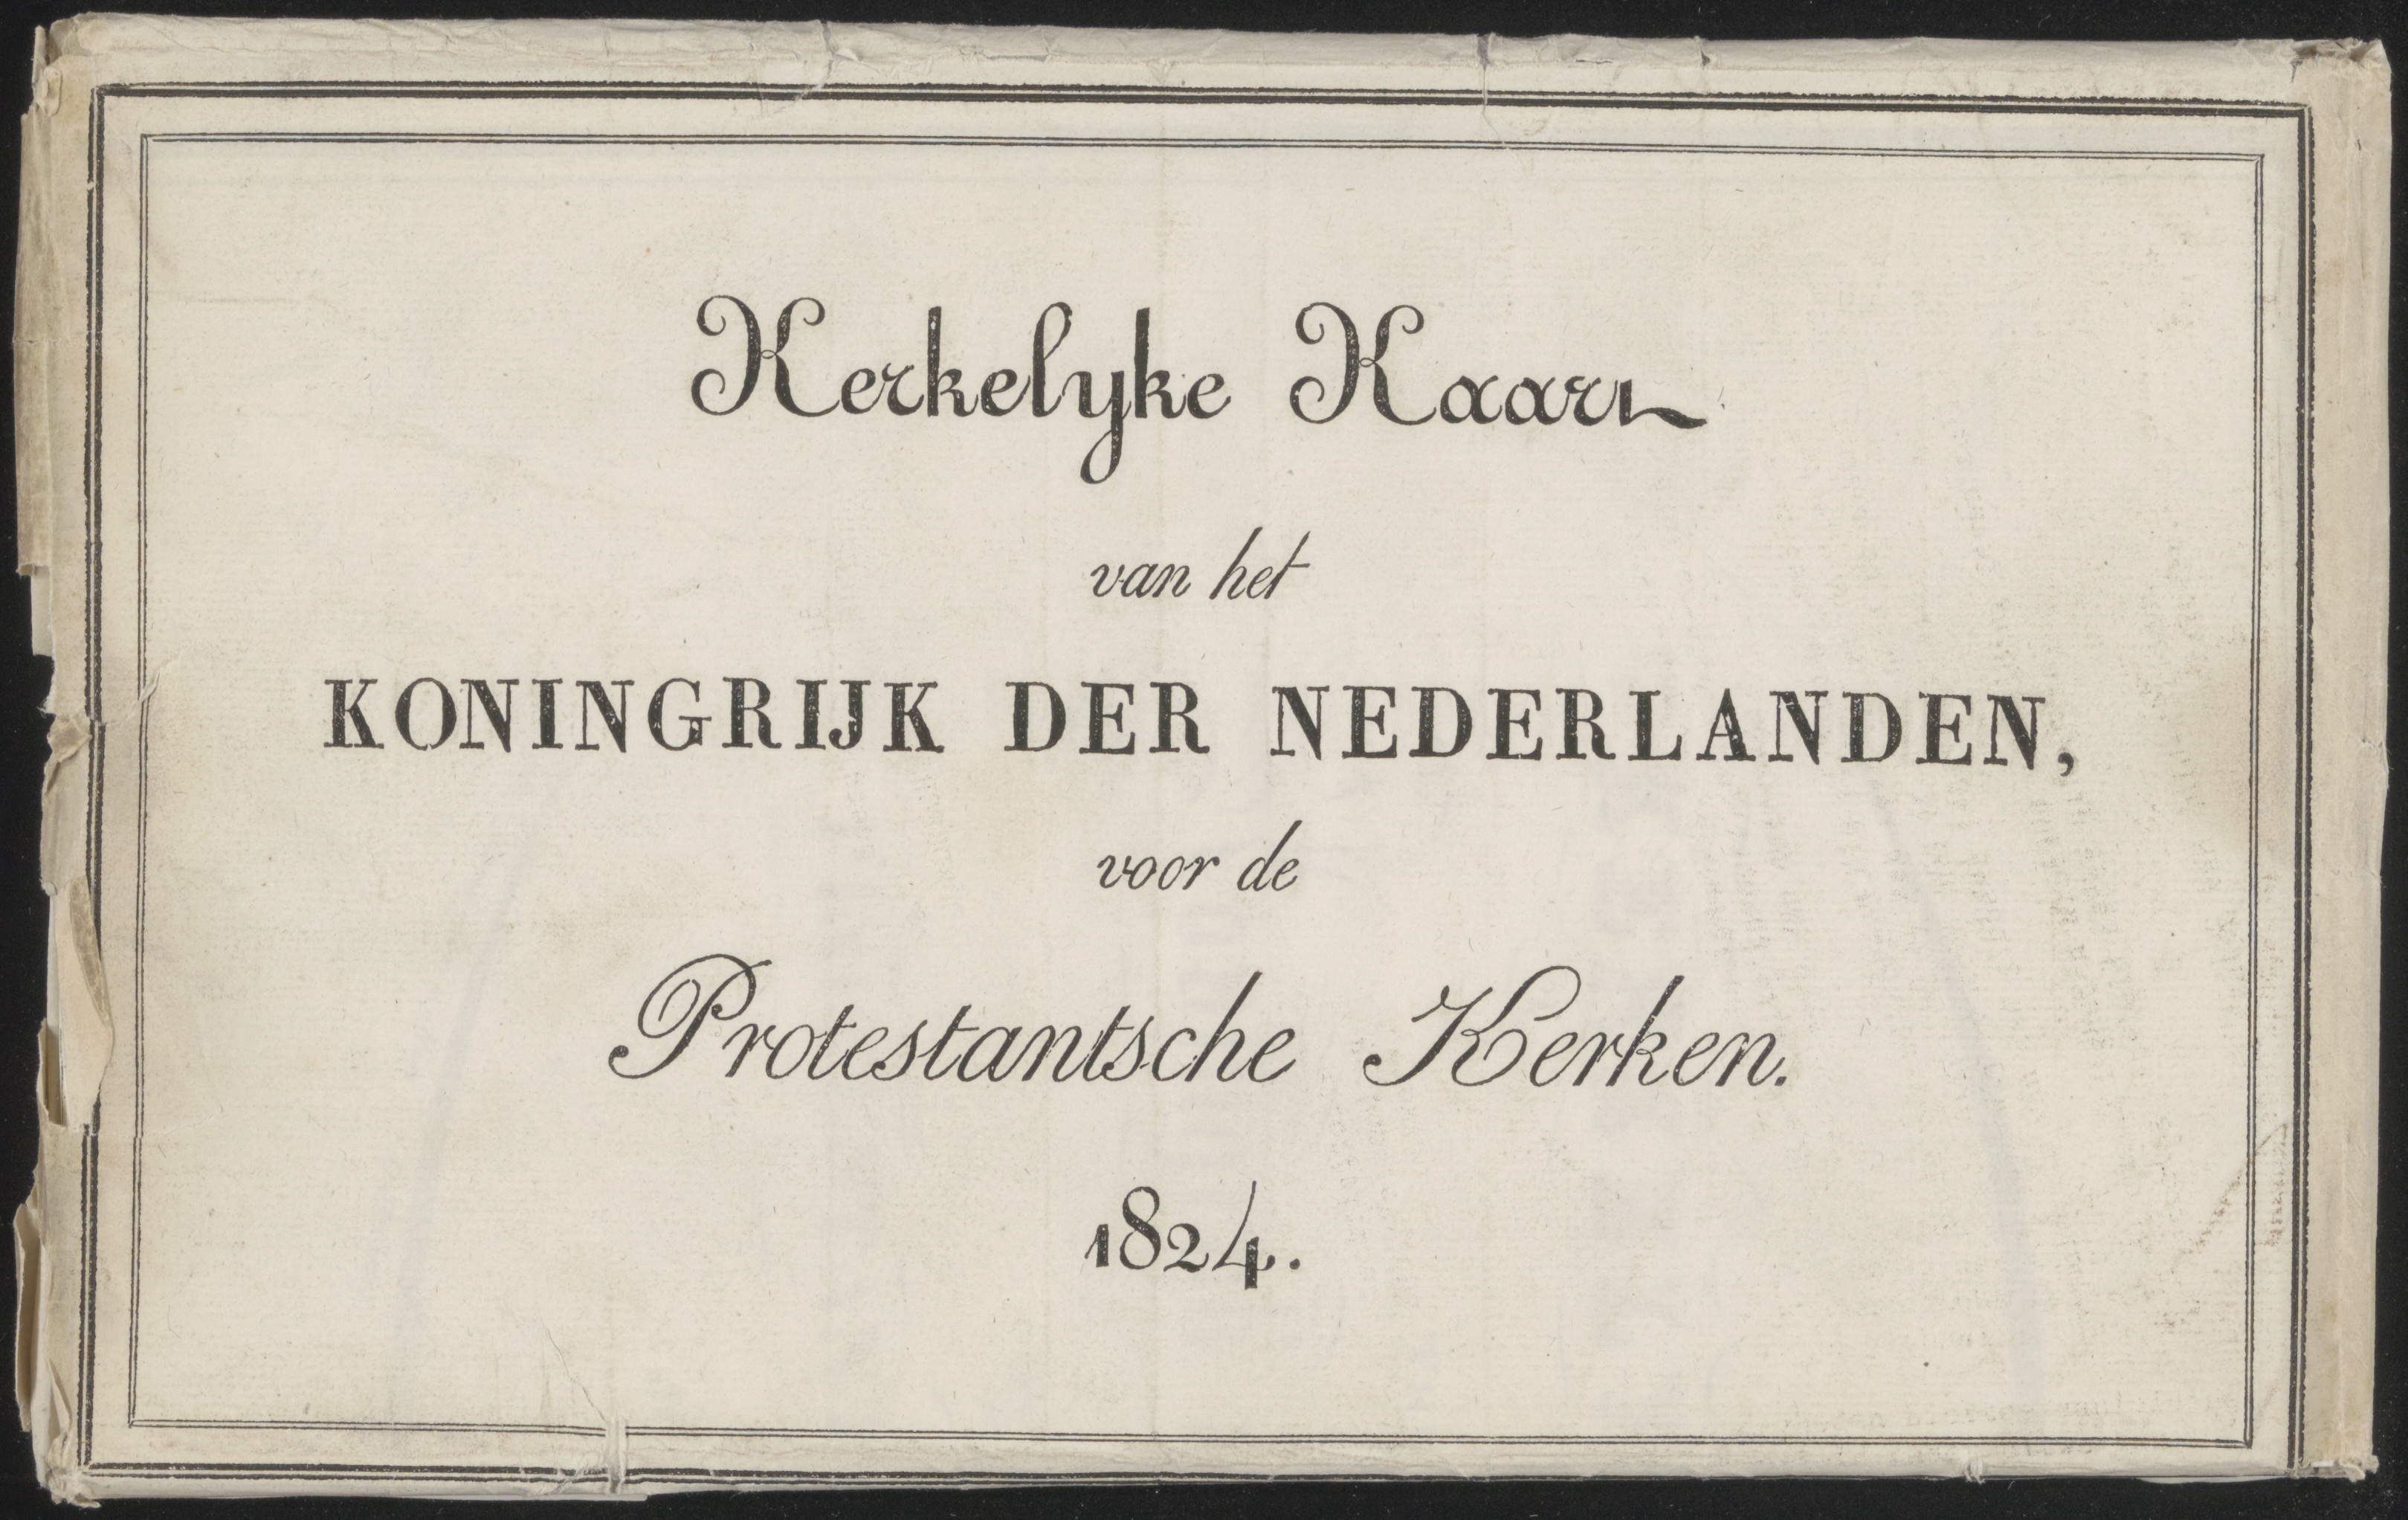 Kerkelyke Kaart
van het
KONINGRIJK DER NEDERLANDEN,
voor de
Protestantsche Kerken.
1824.